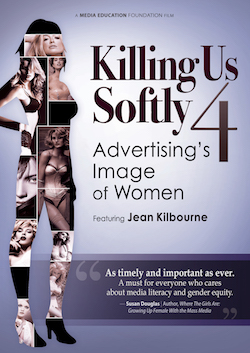 A MEDIA EDUCATION FOUNDATION FILM
Killing Us
Softly 4
Advertising's
Image
of Women
Featuring Jean Kilbourne
“As timely and important as ever.
A must for everyone who cares
about media literacy and gender equity.
— Susan Douglas | Author, Where The Girls Are:
Growing Up Female With the Mass Media”